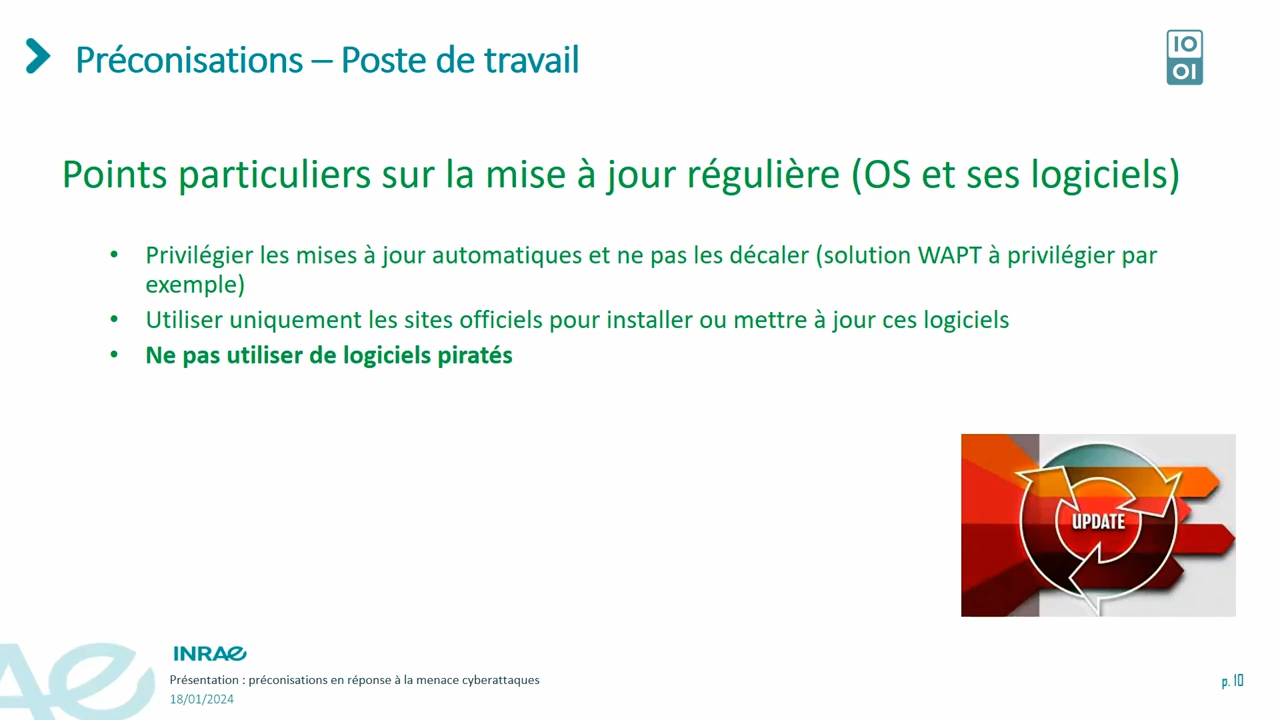 Préconisations – Poste de travail
IO
OI
Points particuliers sur la mise à jour régulière (OS et ses logiciels)
• Privilégier les mises à jour automatiques et ne pas les décaler (solution WAPT à privilégier par
exemple)
• Utiliser uniquement les sites officiels pour installer ou mettre à jour ces logiciels
• Ne pas utiliser de logiciels piratés
UPDATE
INRAE
Présentation : préconisations en réponse à la menace cyberattaques
18/01/2024
p. 10